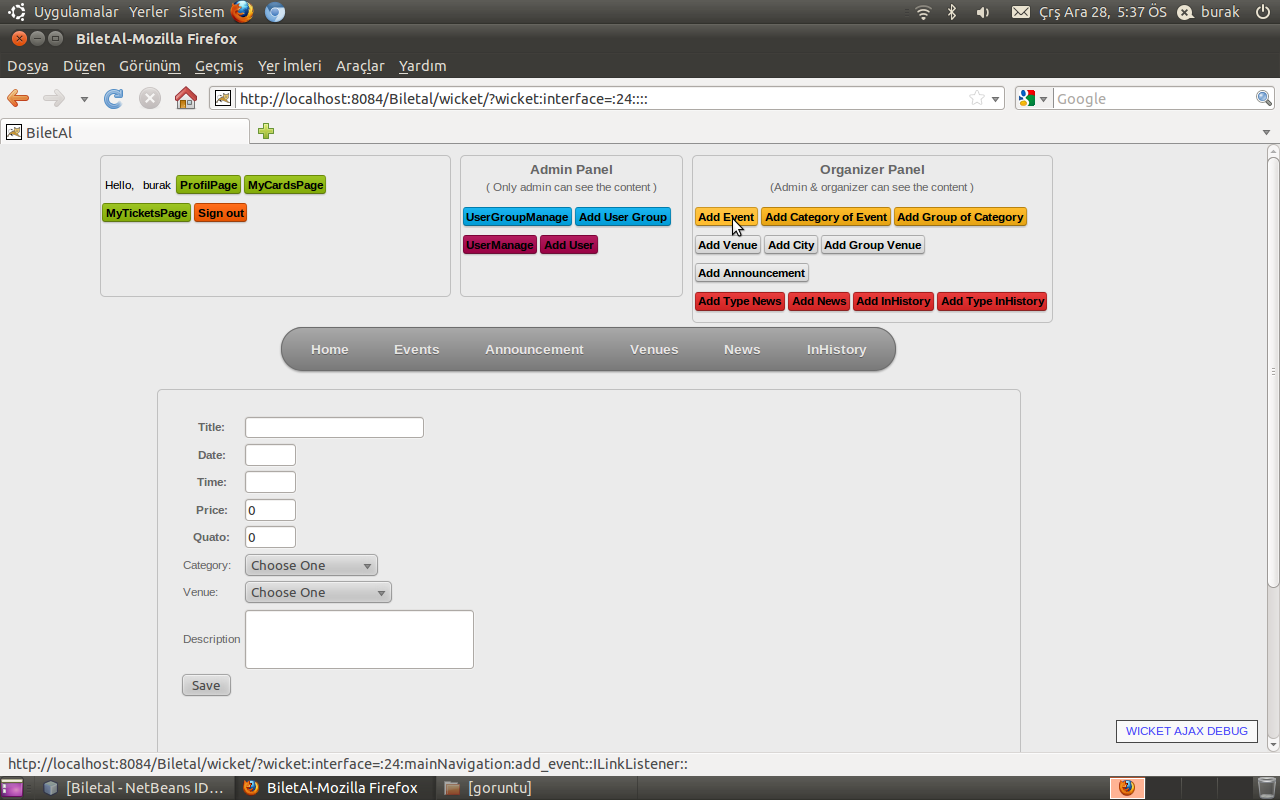 Uygulamalar Yerler Sistem Çrş Ara 28, 5:37 ÖS burak
BiletAl-Mozilla Firefox
Dosya Düzen Görünüm Geçmiş Yer İmleri Araçlar Yardım
http://localhost:8084/Biletal/wicket/?wicket:interface=:24:::: Google
BiletAl
Hello, burak ProfilPage MyCardsPage
MyTicketsPage Sign out
Admin Panel
( Only admin can see the content )
UserGroupManage Add User Group
UserManage Add User
Organizer Panel
(Admin & organizer can see the content )
Add Event Add Category of Event Add Group of Category
Add Venue Add City Add Group Venue
Add Announcement
Add Type News Add News Add InHistory Add Type InHistory
Home Events Announcement Venues News InHistory
Title:
Date:
Time:
Price: 0
Quato: 0
Category: Choose One
Venue: Choose One
Description
Save
WICKET AJAX DEBUG
http://localhost:8084/Biletal/wicket/?wicket:interface=:24:mainNavigation:add_event::ILinkListener::
[Biletal - NetBeans ID... BiletAl-Mozilla Firefox [goruntu]